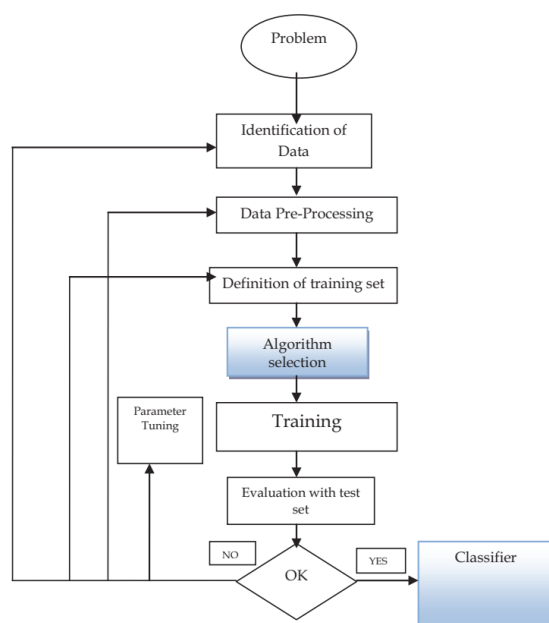 Problem
Identification of
Data
Data Pre-Processing
Definition of training set
Algorithm
selection
Parameter
Tuning
Training
Evaluation with test
set
NO
YES
OK
Classifier